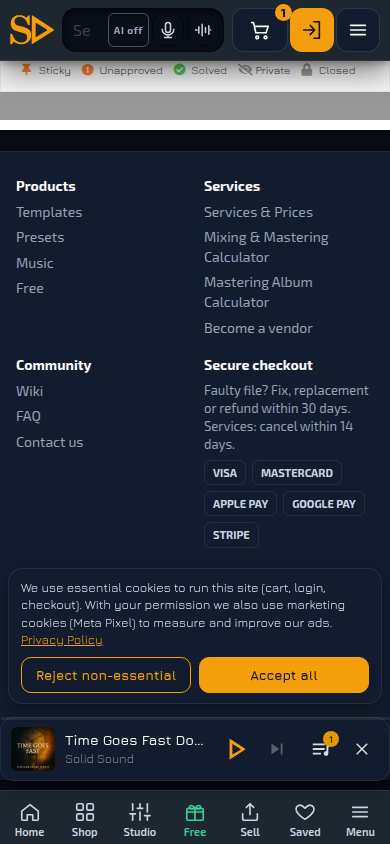 SD
Se
AI off
1
Sticky Unapproved Solved Private Closed
Products
Templates
Presets
Music
Free
Services
Services & Prices
Mixing & Mastering
Calculator
Mastering Album
Calculator
Become a vendor
Community
Wiki
FAQ
Contact us
Secure checkout
Faulty file? Fix, replacement
or refund within 30 days.
Services: cancel within 14
days.
VISA MASTERCARD
APPLE PAY GOOGLE PAY
STRIPE
We use essential cookies to run this site (cart, login,
checkout). With your permission we also use marketing
cookies (Meta Pixel) to measure and improve our ads.
Privacy Policy
Reject non-essential Accept all
TIME GOES
FAST
Time Goes Fast Do...
Solid Sound
1
Home Shop Studio Free Sell Saved Menu